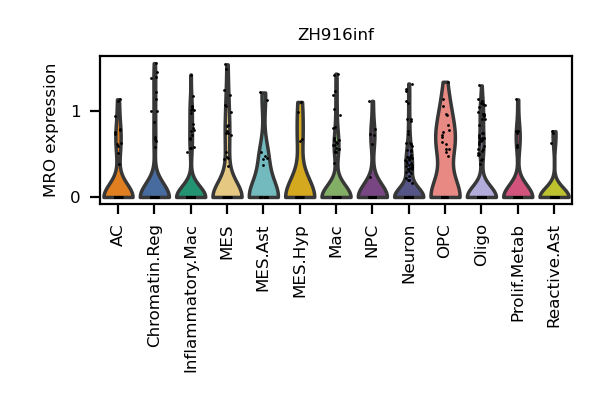 ZH916inf
MRO expression
1
0
AC
Chromatin.Reg
Inflammatory.Mac
MES
MES.Ast
MES.Hyp
Mac
NPC
Neuron
OPC
Oligo
Prolif.Metab
Reactive.Ast